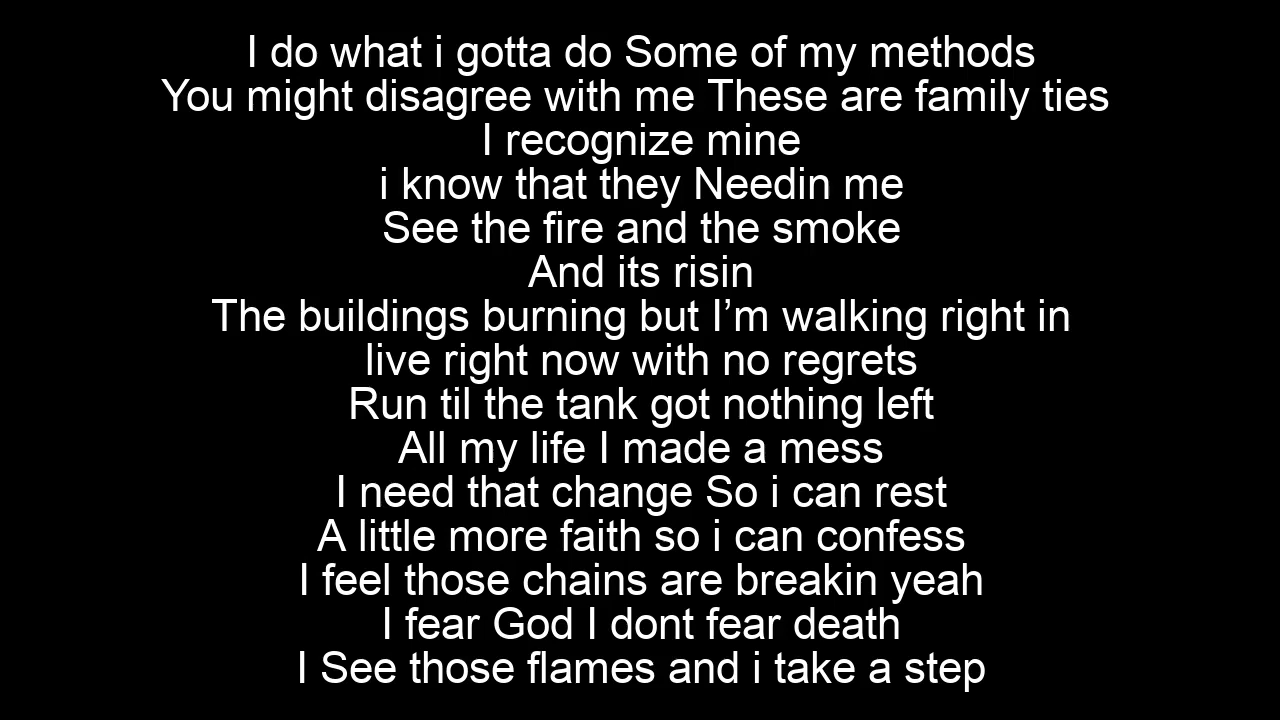 I do what i gotta do Some of my methods
You might disagree with me These are family ties
I recognize mine
i know that they Needin me
See the fire and the smoke
And its risin
The buildings burning but I’m walking right in
live right now with no regrets
Run til the tank got nothing left
All my life I made a mess
I need that change So i can rest
A little more faith so i can confess
I feel those chains are breakin yeah
I fear God I dont fear death
I See those flames and i take a step